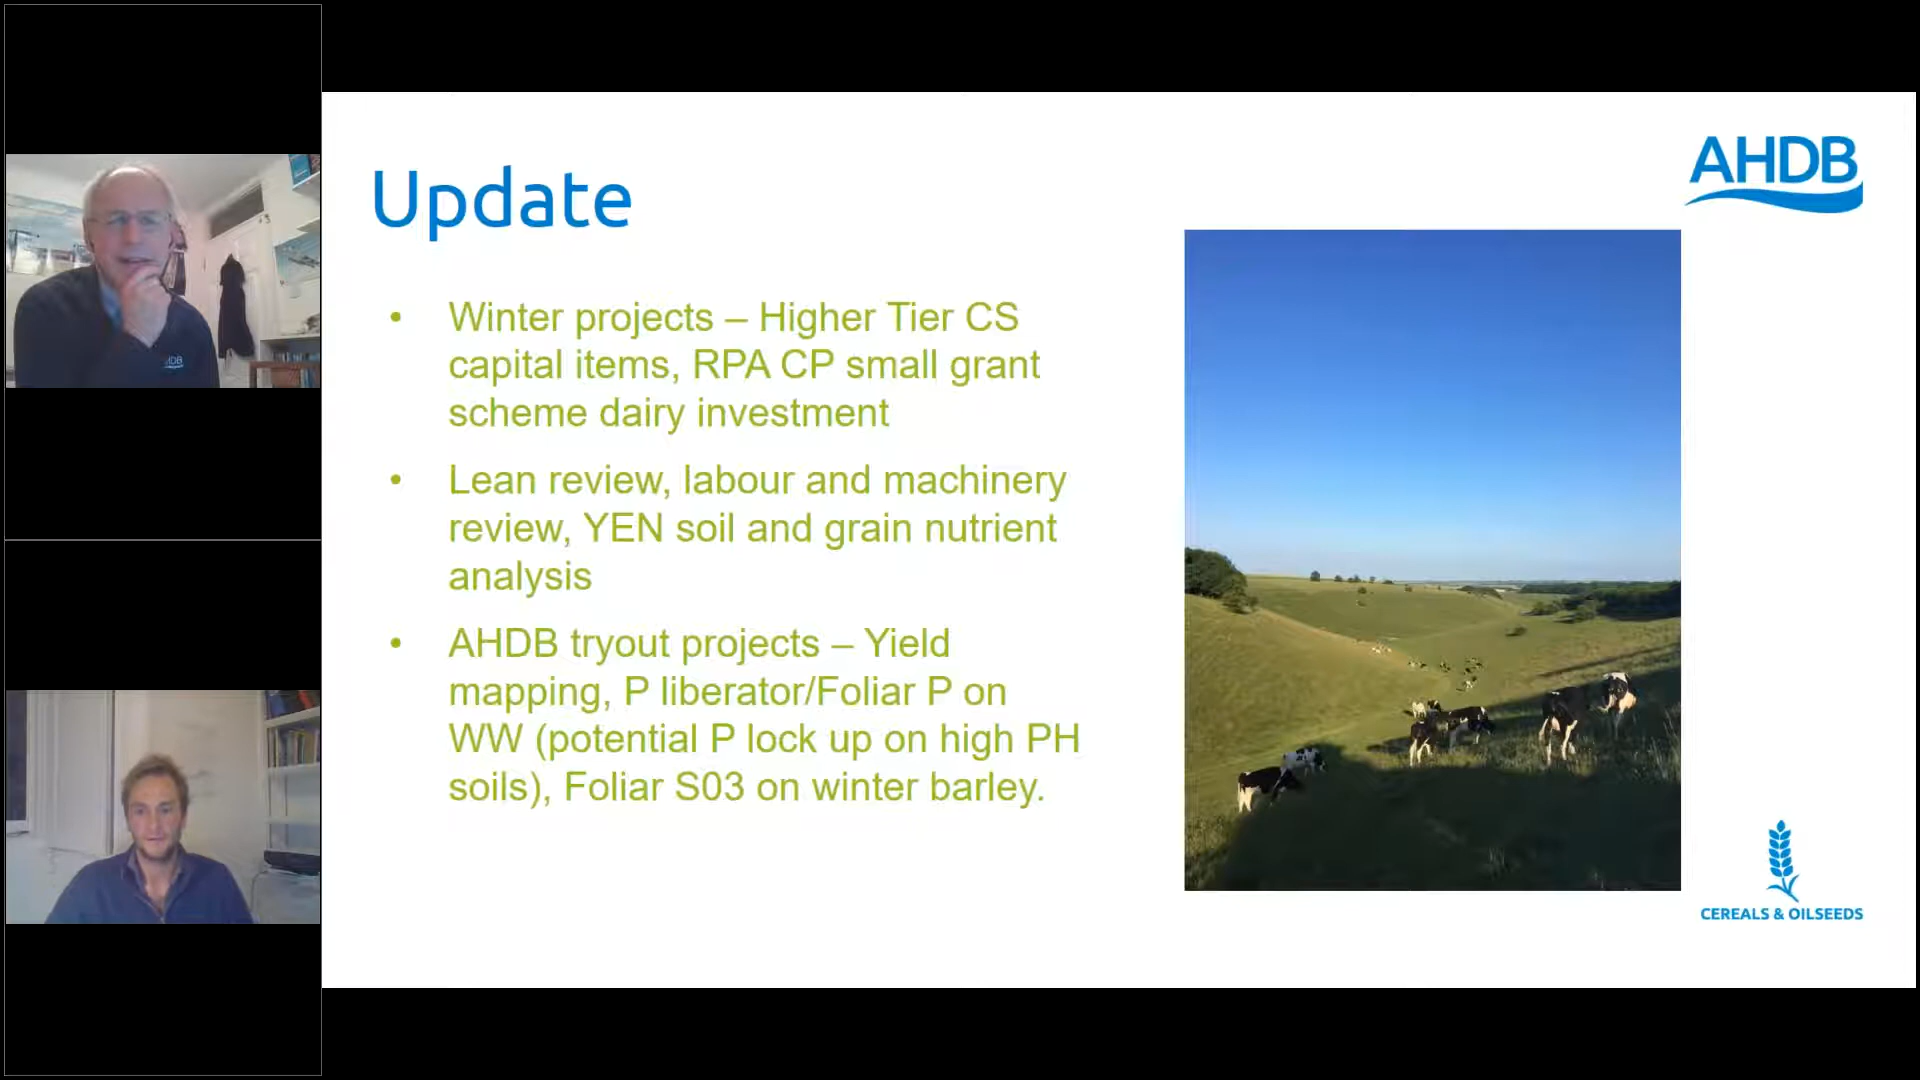 Update
AHDB
• Winter projects – Higher Tier CS
capital items, RPA CP small grant
scheme dairy investment
• Lean review, labour and machinery
review, YEN soil and grain nutrient
analysis
• AHDB tryout projects – Yield
mapping, P liberator/Foliar P on
WW (potential P lock up on high PH
soils), Foliar S03 on winter barley.
CEREALS & OILSEEDS
AHDB